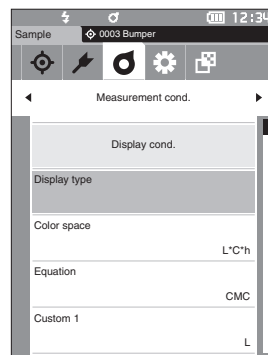 12:34
Sample
0003 Bumper
Measurement cond.
Display cond.
Display type
Color space
L*C*h
Equation
CMC
Custom 1
L